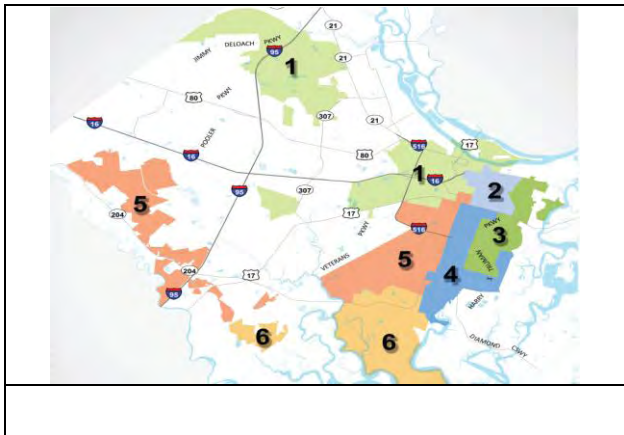 21
JIMMY DELOACH PKWY
95
1
21
80
PKWY
307
21
516
17
16
POOLER
80
1
16
16
2
5
95
307
17
PKWY
3
204
PKWY
516
VETERANS
5
4
TRUMAN
204
17
S
HARRY
95
6
6
DIAMOND CSWY